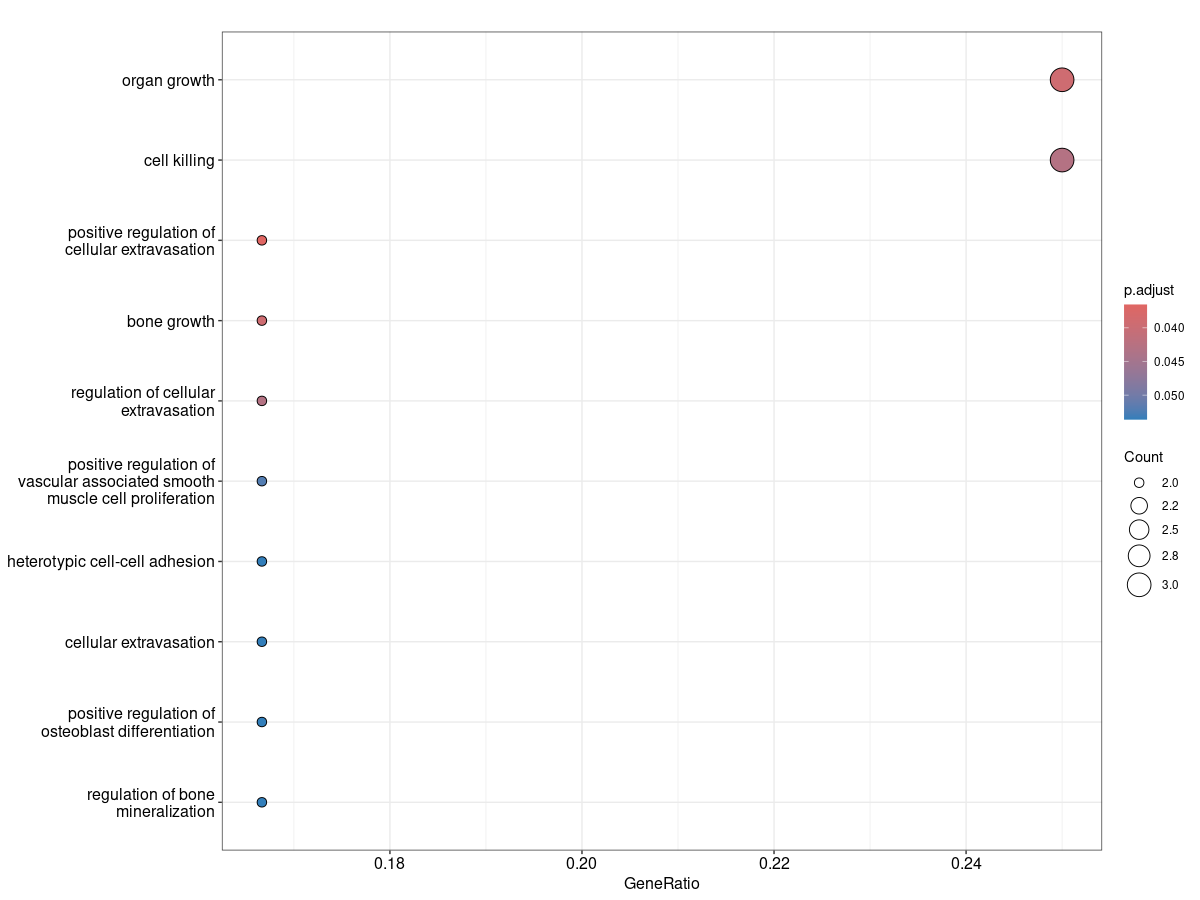 organ growth
cell killing
positive regulation of
cellular extravasation
bone growth
regulation of cellular
extravasation
positive regulation of
vascular associated smooth
muscle cell proliferation
heterotypic cell-cell adhesion
cellular extravasation
positive regulation of
osteoblast differentiation
regulation of bone
mineralization
0.18
0.20
0.22
0.24
GeneRatio
p.adjust
0.040
0.045
0.050
Count
2.0
2.2
2.5
2.8
3.0